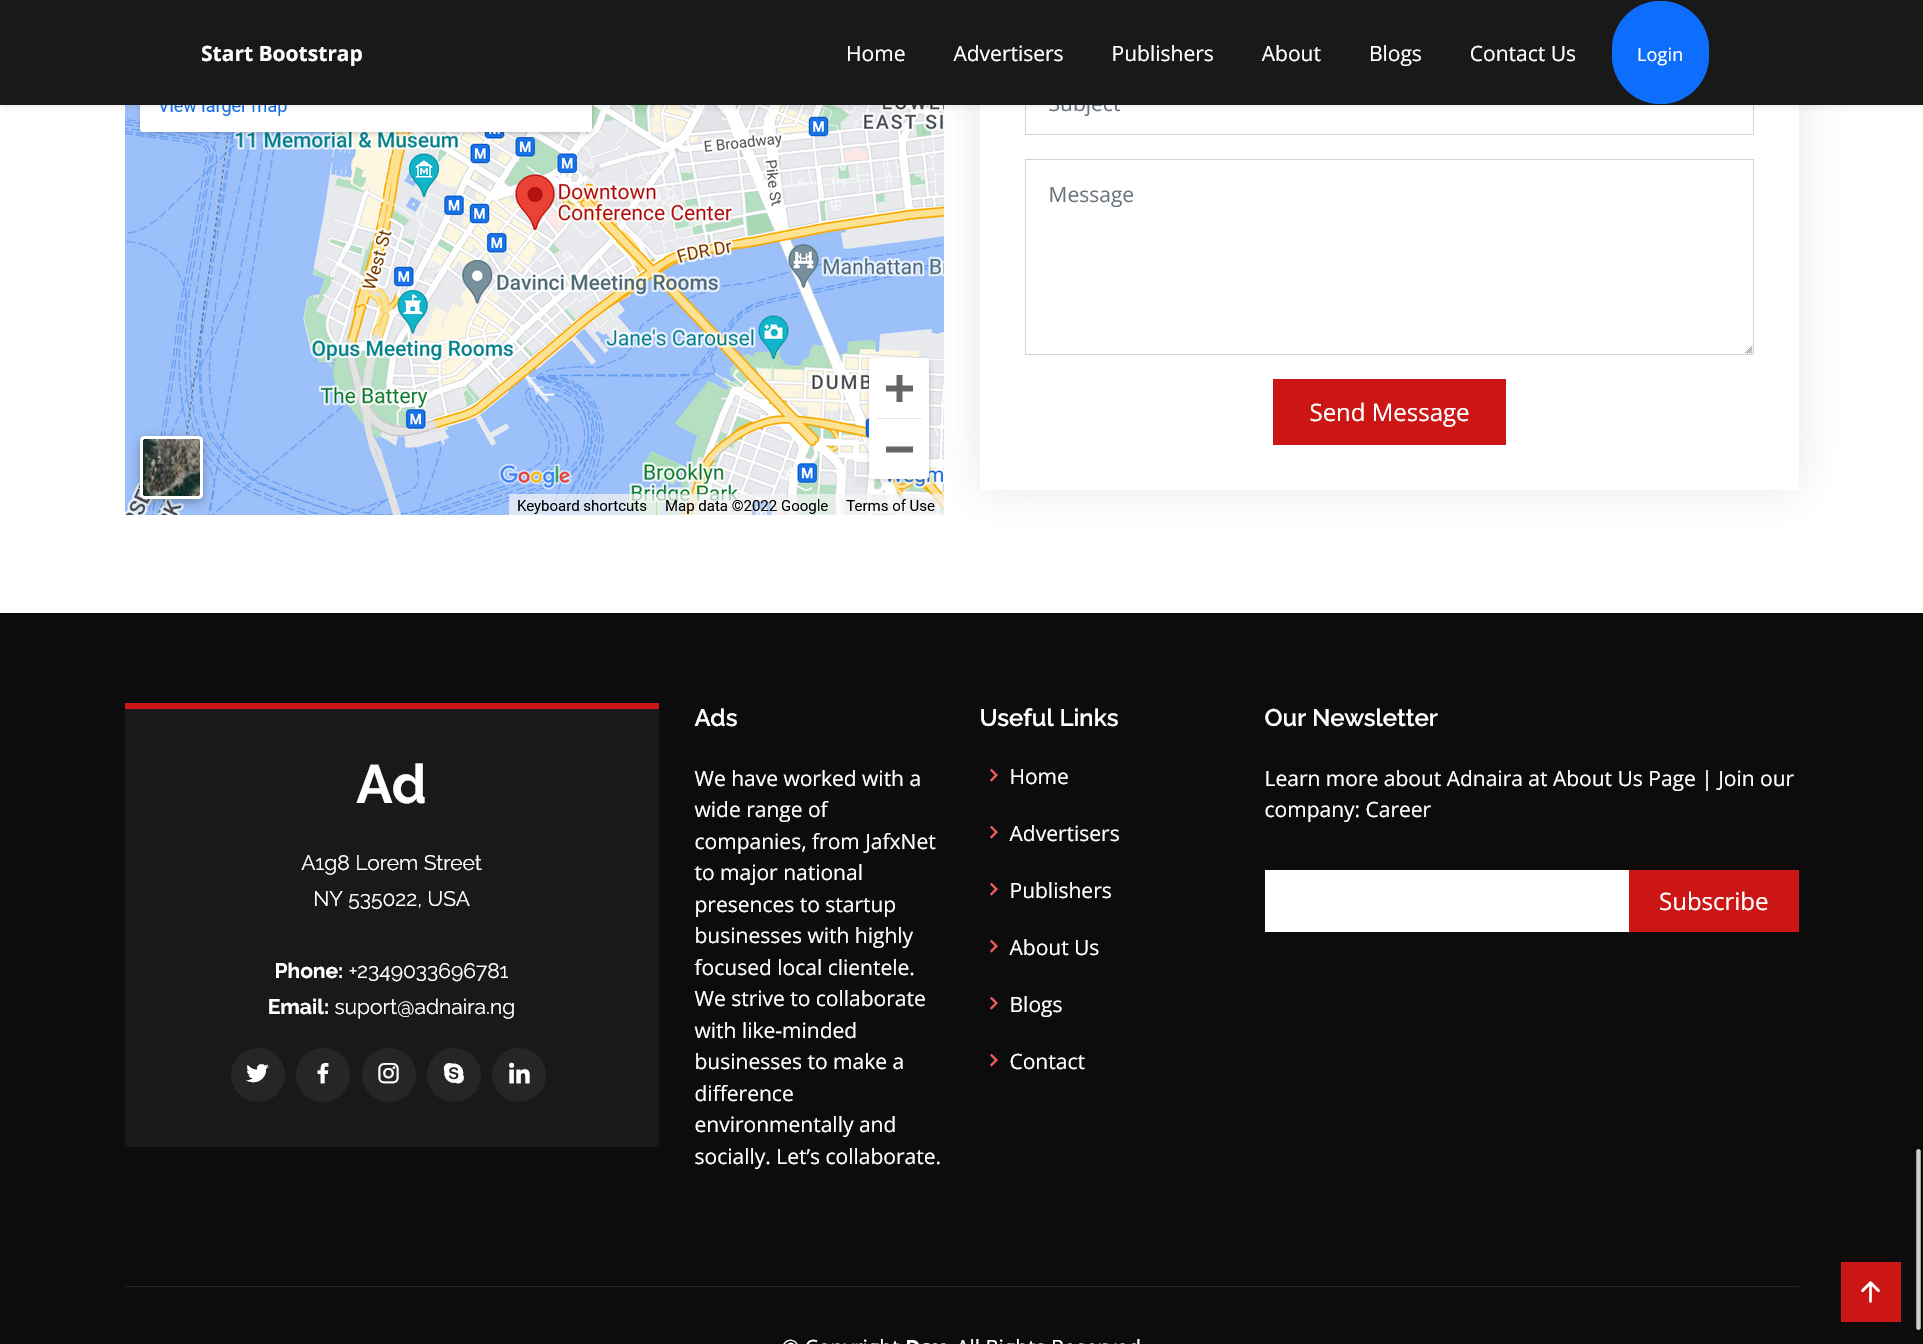 Start Bootstrap
Home
Advertisers
Publishers
About
Blogs
Contact Us
Login
View larger map
11 Memorial & Museum
E Broadway
EAST SI
Pike St
Downtown
Conference Center
West St
FDR Dr
Manhattan B
Davinci Meeting Rooms
Jane's Carousel
Opus Meeting Rooms
DUMB
The Battery
Google
Brooklyn
Bridge Park
Keyboard shortcuts
Map data ©2022 Google
Terms of Use
Subject
Message
Send Message
Ad
A1g8 Lorem Street
NY 535022, USA
Phone: +2349033696781
Email: suport@adnaira.ng
Ads
We have worked with a
wide range of
companies, from JafxNet
to major national
presences to startup
businesses with highly
focused local clientele.
We strive to collaborate
with like-minded
businesses to make a
difference
environmentally and
socially. Let’s collaborate.
Useful Links
Home
Advertisers
Publishers
About Us
Blogs
Contact
Our Newsletter
Learn more about Adnaira at About Us Page | Join our
company: Career
Subscribe
© Copyright Day. All Rights Reserved